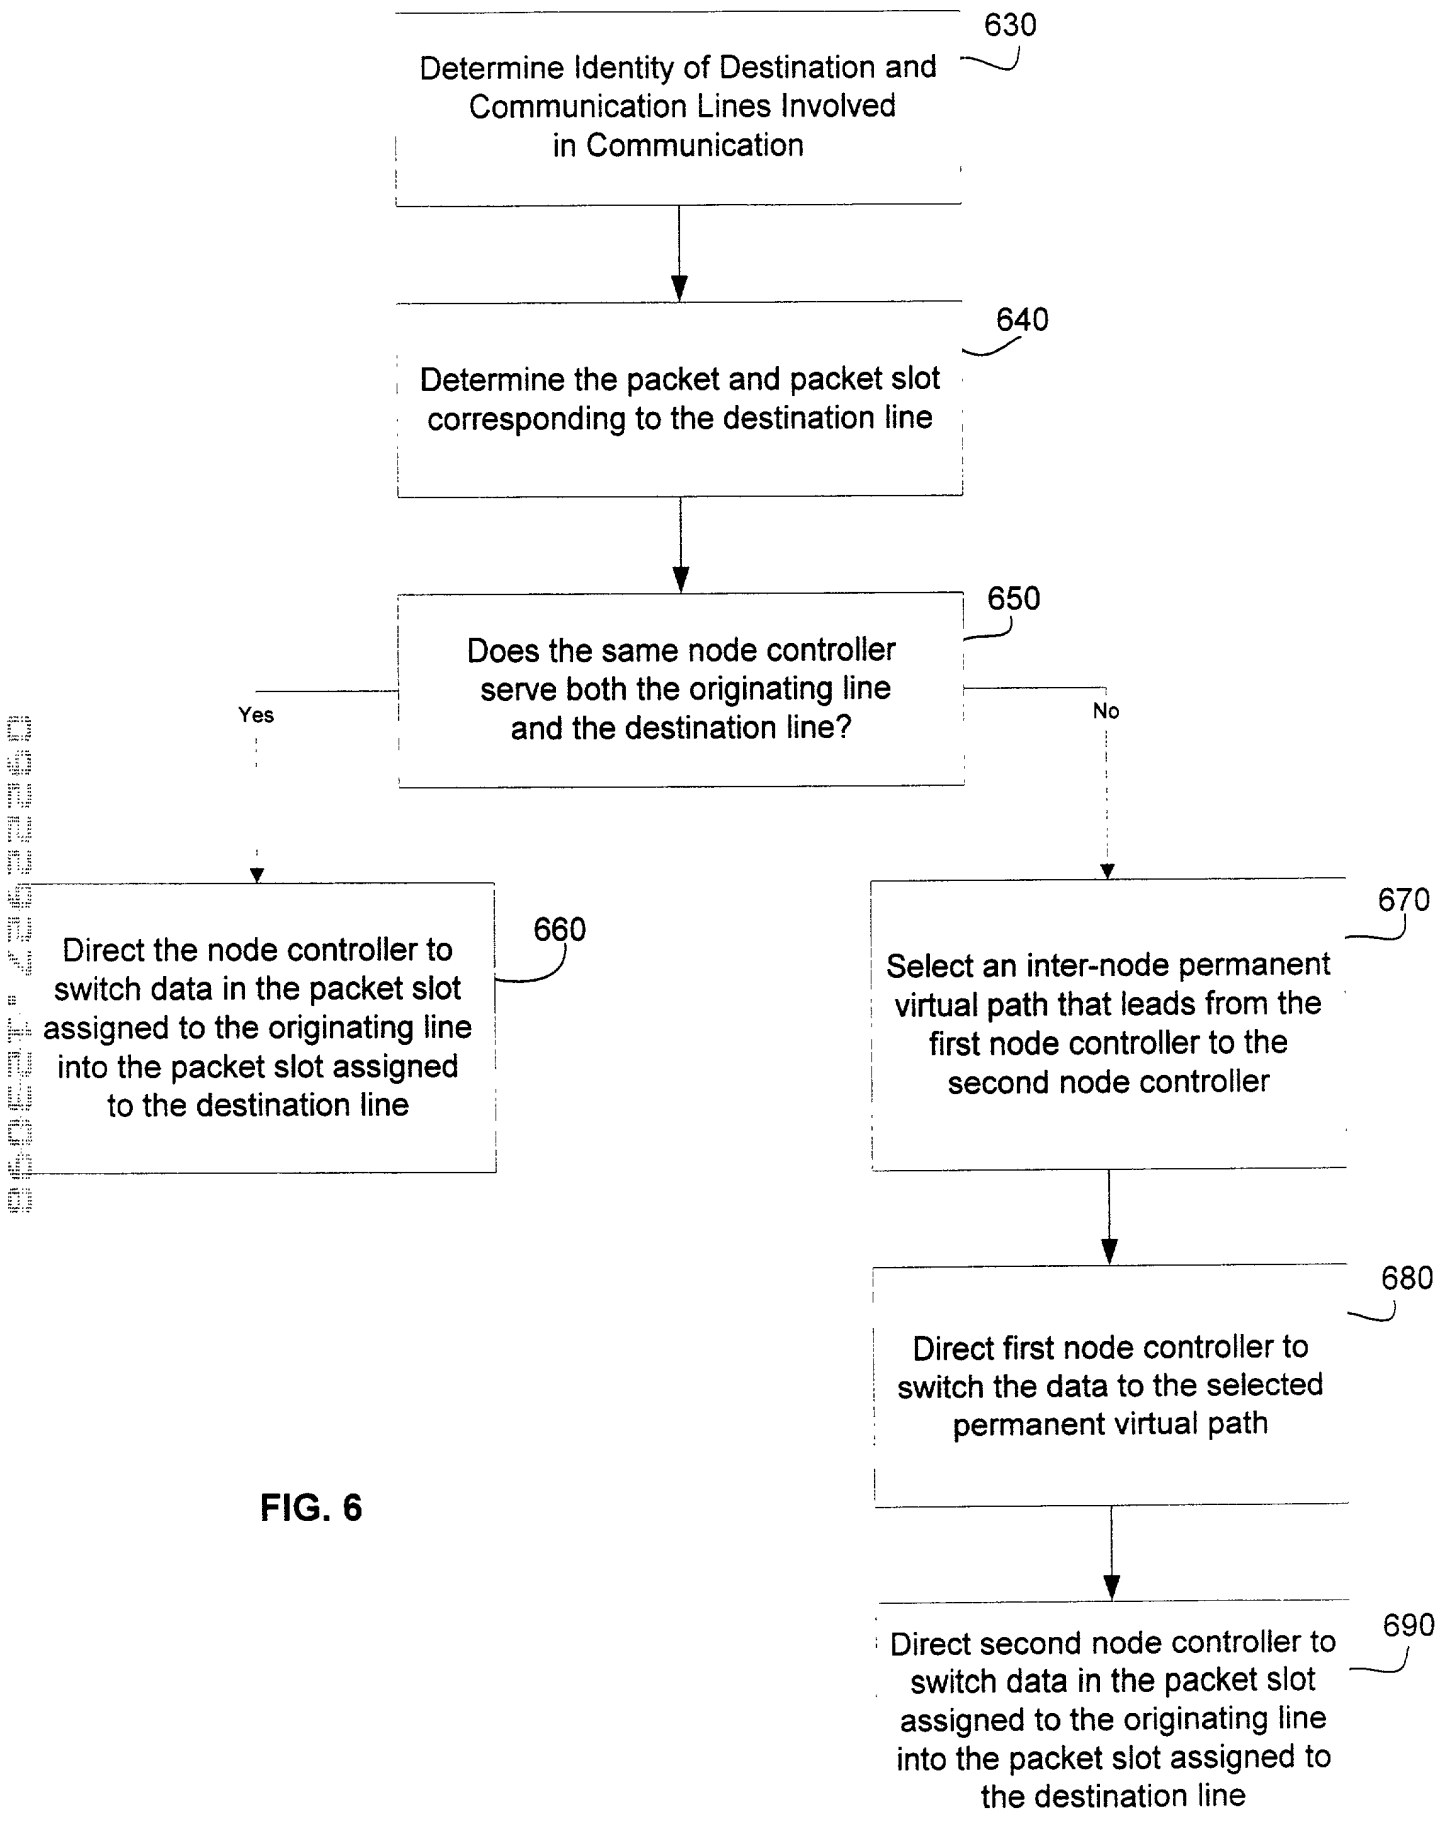 630
Determine Identity of Destination and
Communication Lines Involved
in Communication
640
Determine the packet and packet slot
corresponding to the destination line
650
Does the same node controller
serve both the originating line
and the destination line?
Yes
No
660
Direct the node controller to
switch data in the packet slot
assigned to the originating line
into the packet slot assigned
to the destination line
670
Select an inter-node permanent
virtual path that leads from the
first node controller to the
second node controller
680
Direct first node controller to
switch the data to the selected
permanent virtual path
FIG. 6
690
Direct second node controller to
switch data in the packet slot
assigned to the originating line
into the packet slot assigned to
the destination line